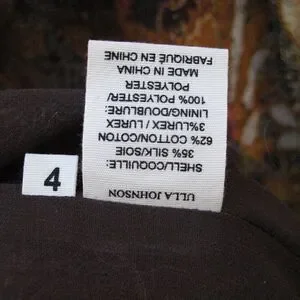 ULLA JOHNSON
SHELL/COQUILLE:
35% SILK/SOIE
62% COTTON/COTON
3%LUREX / LUREX
LINING/DOUBLURE:
100% POLYESTER/
POLYESTER
MADE IN CHINA
FABRIQUÉ EN CHINE
4